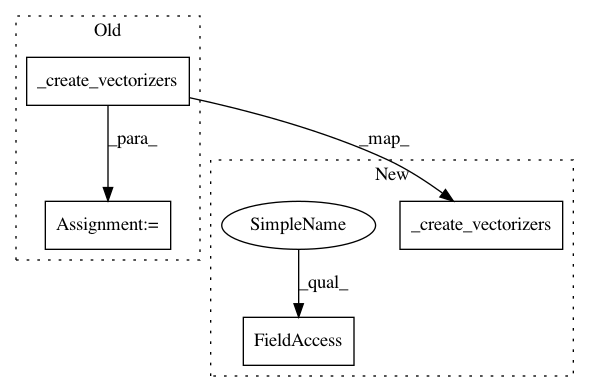 Old
_create_vectorizers
_para_
_map_
New
Assignment:=
SimpleName
_create_vectorizers
_qual_
FieldAccess